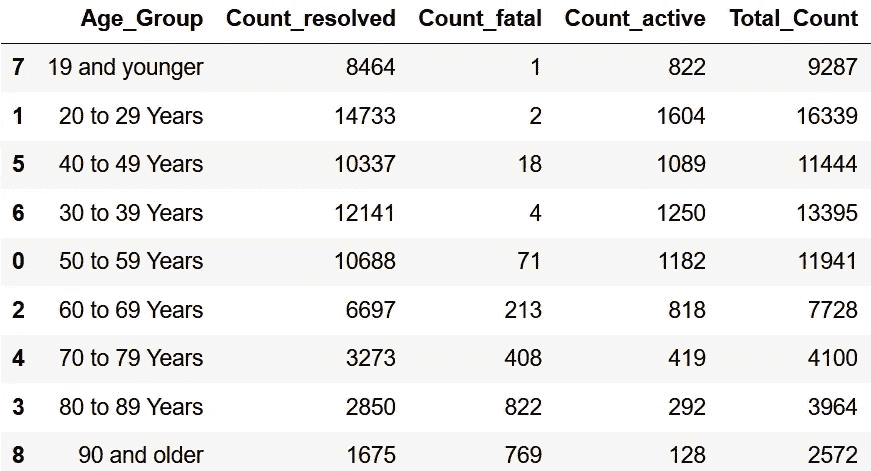 Age_Group Count_resolved Count_fatal Count_active Total_Count
7 19 and younger 8464 1 822 9287
1 20 to 29 Years 14733 2 1604 16339
5 40 to 49 Years 10337 18 1089 11444
6 30 to 39 Years 12141 4 1250 13395
0 50 to 59 Years 10688 71 1182 11941
2 60 to 69 Years 6697 213 818 7728
4 70 to 79 Years 3273 408 419 4100
3 80 to 89 Years 2850 822 292 3964
8 90 and older 1675 769 128 2572